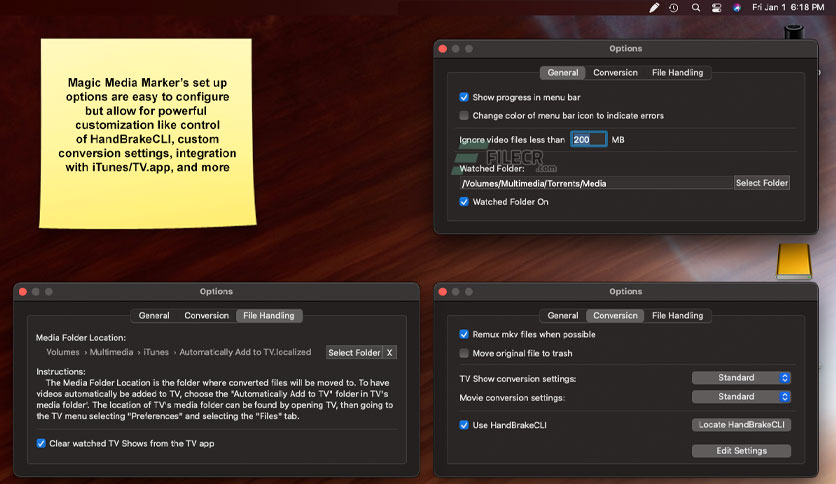 Fri Jan 1 6:18 PM
Magic Media Marker's set up
options are easy to configure
but allow for powerful
customization like control
of HandBrakeCLI, custom
conversion settings, integration
with iTunes/TV.app, and more
Options
General Conversion File Handling
Show progress in menu bar
Change color of menu bar icon to indicate errors
Ignore video files less than 200 MB
FILECR
.com
Watched Folder:
/Volumes/Multimedia/Torrents/Media Select Folder
Watched Folder On
Options
General Conversion File Handling
Media Folder Location:
Volumes › Multimedia › iTunes › Automatically Add to TV.localized Select Folder X
Instructions:
The Media Folder Location is the folder where converted files will be moved to. To have
videos automatically be added to TV, choose the "Automatically Add to TV" folder in TV's
media folder'. The location of TV's media folder can be found by opening TV, then going to
the TV menu selecting "Preferences" and selecting the "Files" tab.
Clear watched TV Shows from the TV app
Options
General Conversion File Handling
Remux mkv files when possible
Move original file to trash
TV Show conversion settings: Standard
Movie conversion settings: Standard
Use HandBrakeCLI Locate HandBrakeCLI
Edit Settings